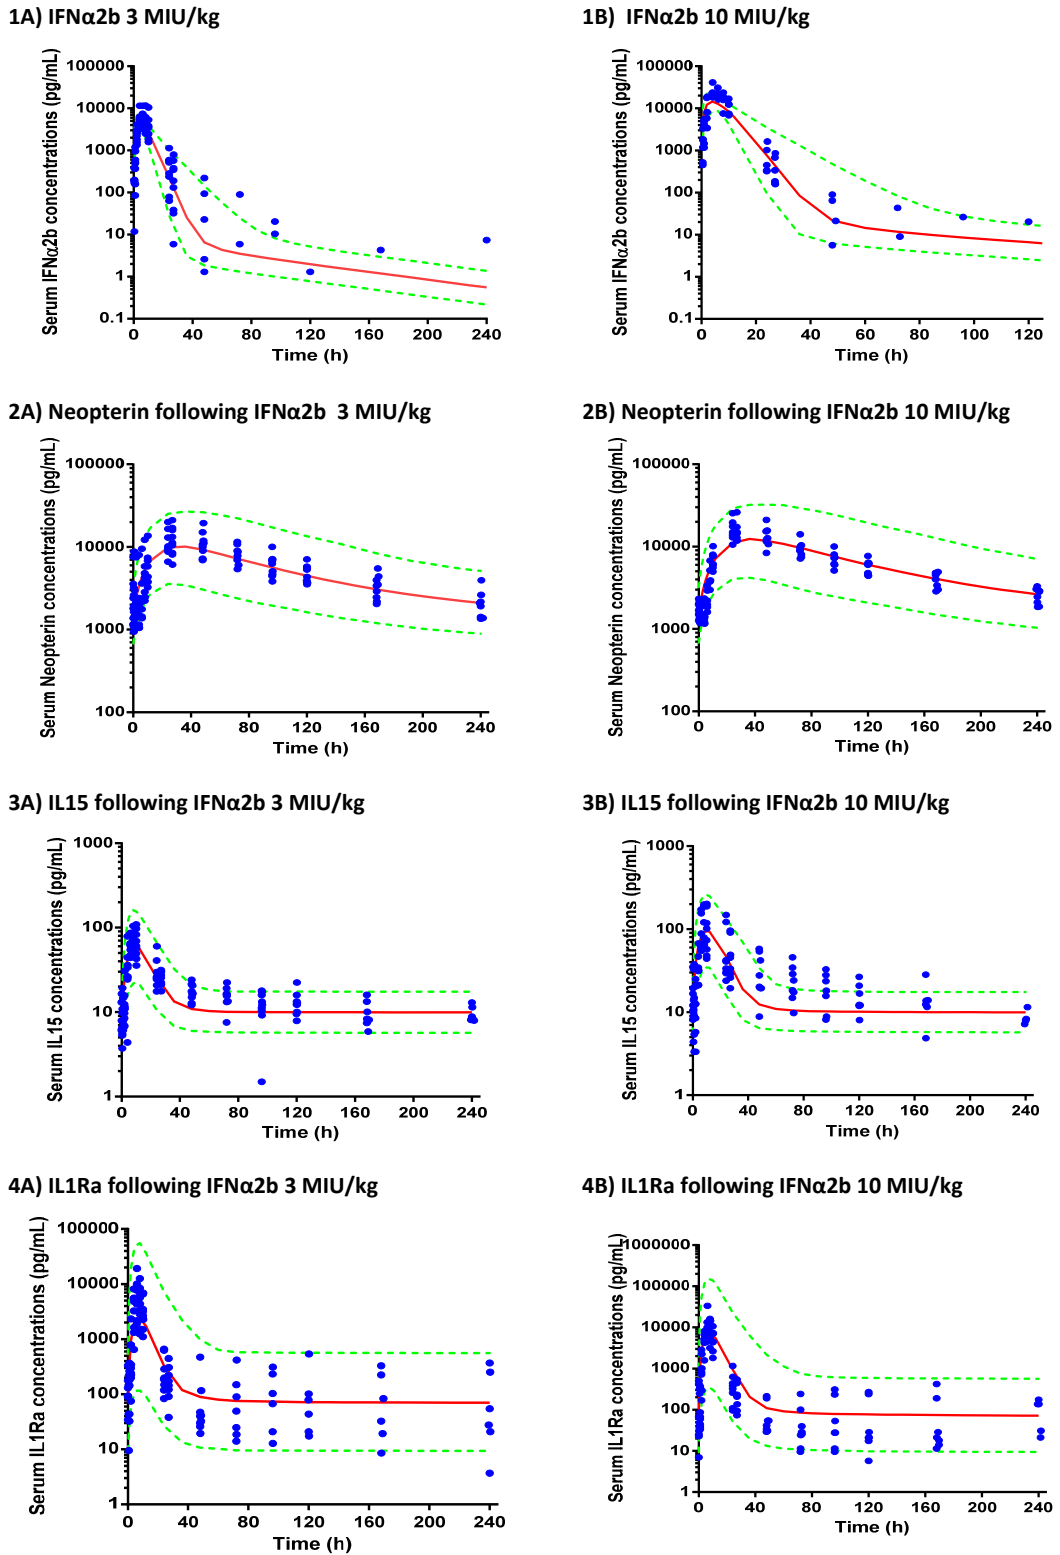 1A) IFNα2b 3 MIU/kg
Serum IFNα2b concentrations (pg/mL)
100000
10000
1000
100
10
1
0.1
0 40 80 120 160 200 240
Time (h)
1B) IFNα2b 10 MIU/kg
Serum IFNα2b concentrations (pg/mL)
100000
10000
1000
100
10
1
0.1
0 20 40 60 80 100 120
Time (h)
2A) Neopterin following IFNα2b 3 MIU/kg
Serum Neopterin concentrations (pg/mL)
100000
10000
1000
100
0 40 80 120 160 200 240
Time (h)
2B) Neopterin following IFNα2b 10 MIU/kg
Serum Neopterin concentrations (pg/mL)
100000
10000
1000
100
0 40 80 120 160 200 240
Time (h)
3A) IL15 following IFNα2b 3 MIU/kg
Serum IL15 concentrations (pg/mL)
1000
100
10
1
0 40 80 120 160 200 240
Time (h)
3B) IL15 following IFNα2b 10 MIU/kg
Serum IL15 concentrations (pg/mL)
1000
100
10
1
0 40 80 120 160 200 240
Time (h)
4A) IL1Ra following IFNα2b 3 MIU/kg
Serum IL1Ra concentrations (pg/mL)
100000
10000
1000
100
10
1
0 40 80 120 160 200 240
Time (h)
4B) IL1Ra following IFNα2b 10 MIU/kg
Serum IL1Ra concentrations (pg/mL)
1000000
100000
10000
1000
100
10
1
0 40 80 120 160 200 240
Time (h)